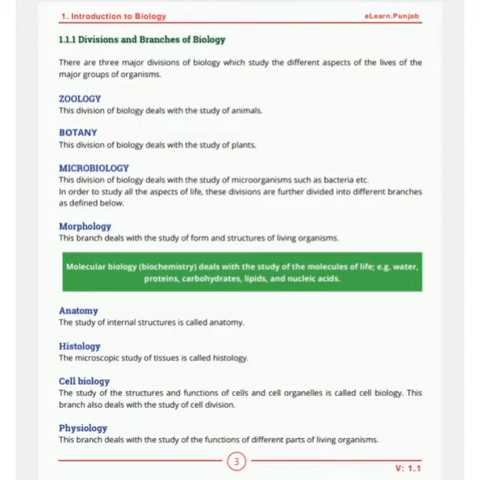 1. Introduction to Biology
eLearn.Punjab
1.1.1 Divisions and Branches of Biology
There are three major divisions of biology which study the different aspects of the lives of the
major groups of organisms.
ZOOLOGY
This division of biology deals with the study of animals.
BOTANY
This division of biology deals with the study of plants.
MICROBIOLOGY
This division of biology deals with the study of microorganisms such as bacteria etc.
In order to study all the aspects of life, these divisions are further divided into different branches
as defined below.
Morphology
This branch deals with the study of form and structures of living organisms.
Molecular biology (biochemistry) deals with the study of the molecules of life; e.g. water,
proteins, carbohydrates, lipids, and nucleic acids.
Anatomy
The study of internal structures is called anatomy.
Histology
The microscopic study of tissues is called histology.
Cell biology
The study of the structures and functions of cells and cell organelles is called cell biology. This
branch also deals with the study of cell division.
Physiology
This branch deals with the study of the functions of different parts of living organisms.
3
V: 1.1